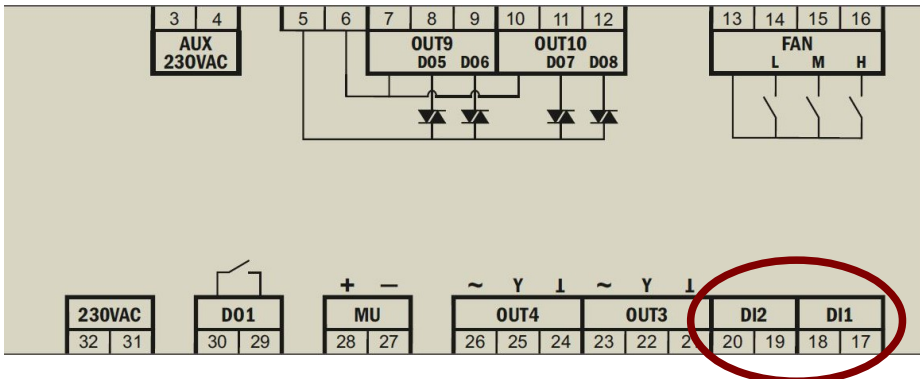 3 4 5 6 7 8 9 10 11 12 13 14 15 16
AUX OUT9 OUT10 FAN
230VAC DO5 DO6 DO7 DO8 L M H
+ — ~ Y ⊥ ~ Y ⊥
230VAC DO1 MU OUT4 OUT3 DI2 DI1
32 31 30 29 28 27 26 25 24 23 22 2 20 19 18 17